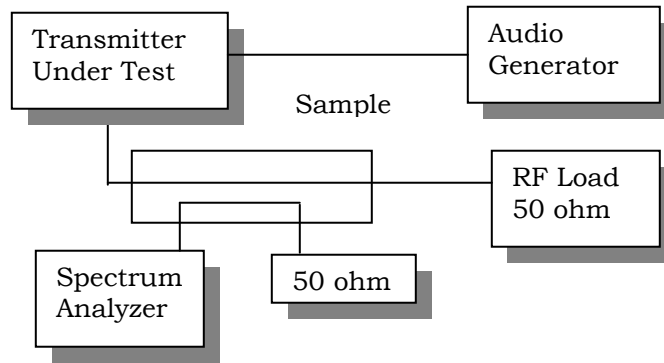 Transmitter
Under Test
Audio
Generator
Sample
RF Load
50 ohm
Spectrum
Analyzer
50 ohm